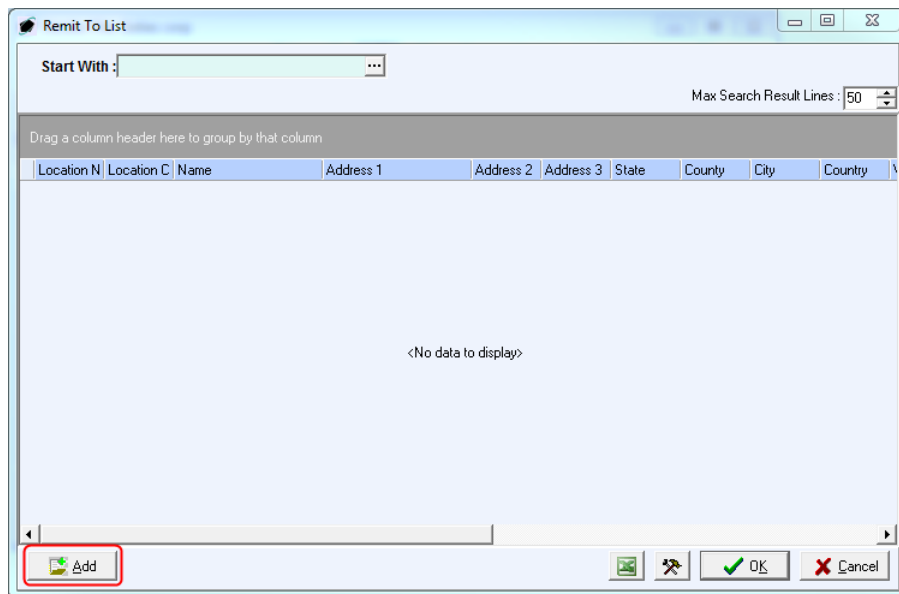 Remit To List
Start With :
...
Max Search Result Lines : 50
Drag a column header here to group by that column
Location N Location C Name Address 1 Address 2 Address 3 State County City Country
<No data to display>
Add OK Cancel